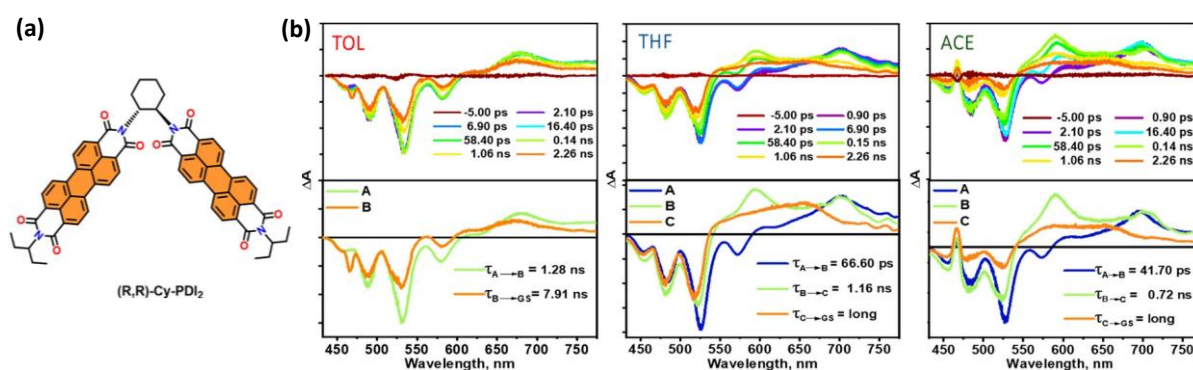 (a)
O
O
O
O
N
N
O
O
O
O
O
O
N
N
O
O
(R,R)-Cy-PDI₂
(b)
ΔA
TOL
-5.00 ps 2.10 ps
6.90 ps 16.40 ps
58.40 ps 0.14 ns
1.06 ns 2.26 ns
A
B
τA→B = 1.28 ns
τB→GS = 7.91 ns
450 500 550 600 650 700 750
Wavelength, nm
ΔA
THF
-5.00 ps 0.90 ps
2.10 ps 6.90 ps
58.40 ps 0.15 ns
1.06 ns 2.26 ns
A
B
C
τA→B = 66.60 ps
τB→C = 1.16 ns
τC→GS = long
450 500 550 600 650 700 750
Wavelength, nm
ΔA
ACE
-5.00 ps 0.90 ps
2.10 ps 16.40 ps
58.40 ps 0.14 ns
1.06 ns 2.26 ns
A
B
C
τA→B = 41.70 ps
τB→C = 0.72 ns
τC→GS = long
450 500 550 600 650 700 750
Wavelength, nm